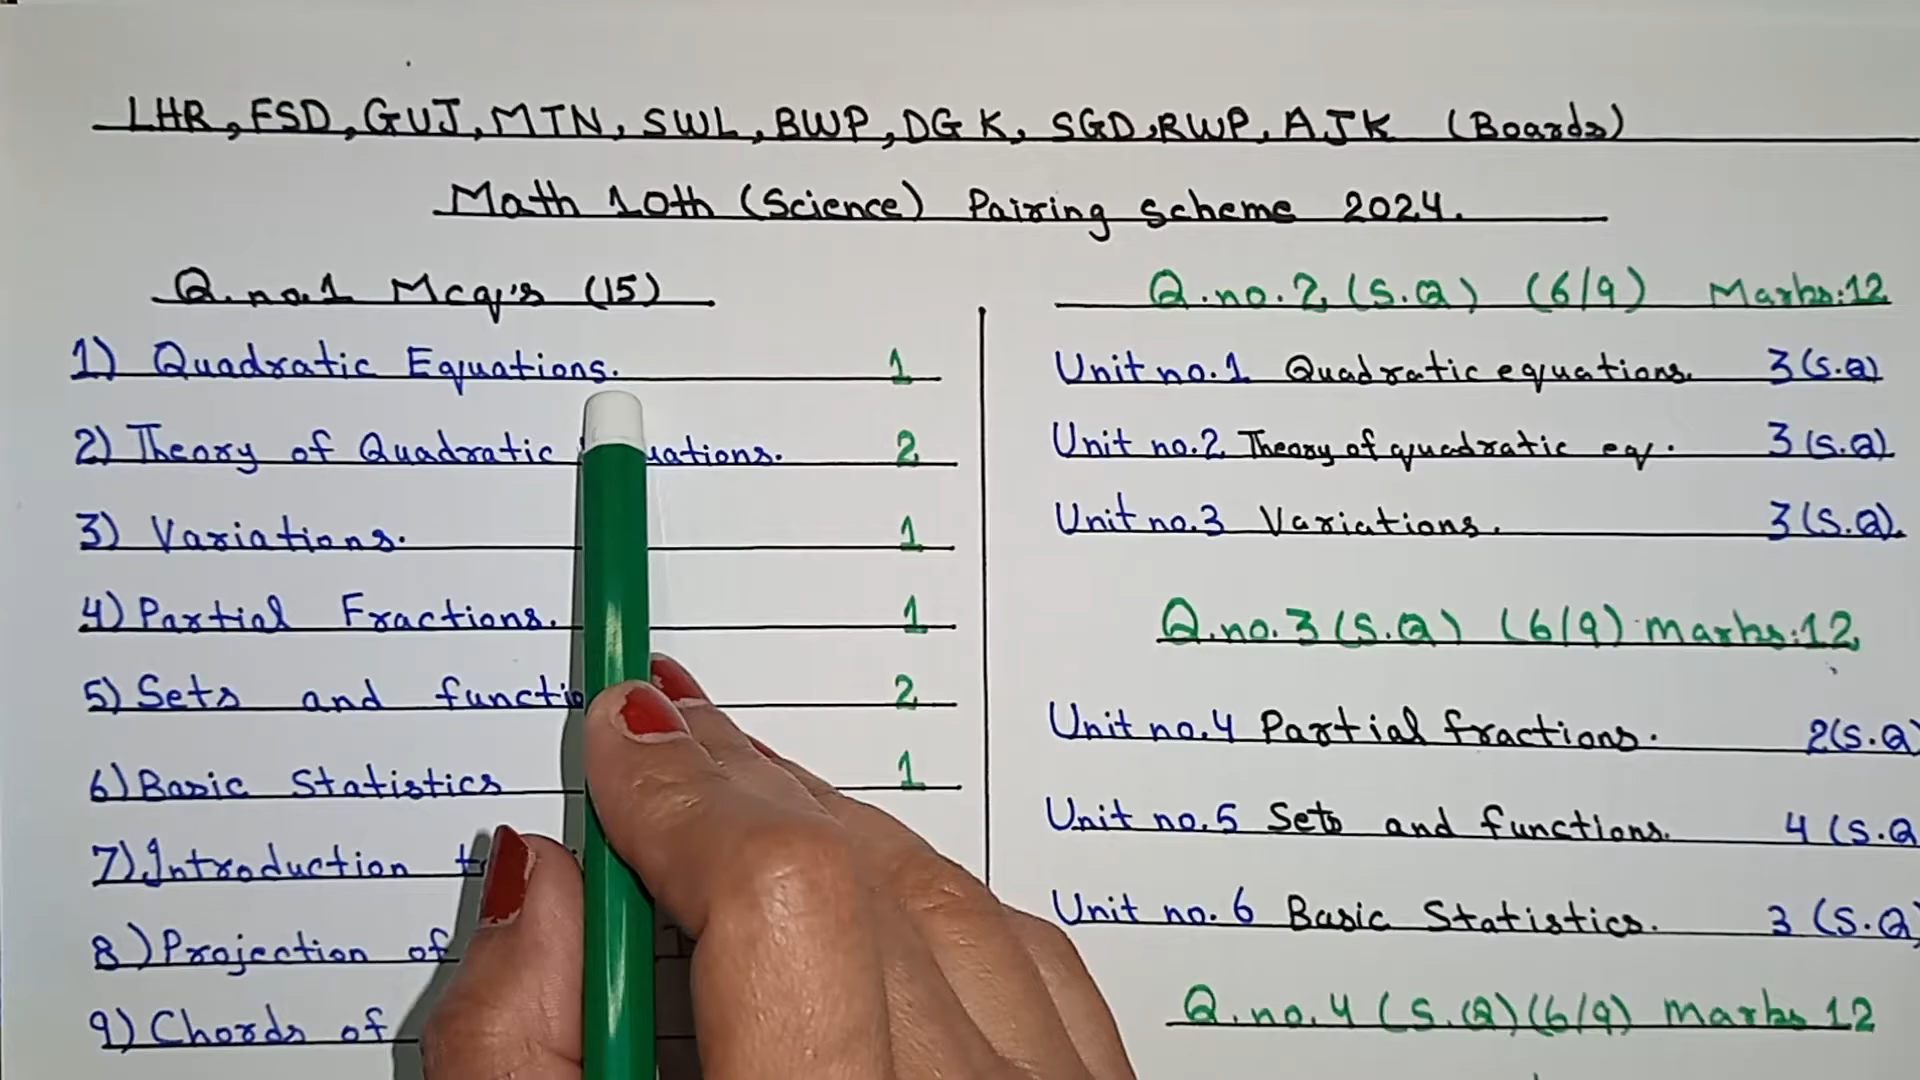 LHR, FSD, GUJ, MTN, SWL, BWP, DGK, SGD, RWP, AJK (Boards)
Math 10th (Science) Pairing Scheme 2024.
Q.no.1 Mcq's (15)
1) Quadratic Equations. 1
2) Theory of Quadratic 2
3) Variations. 1
4) Partial Fractions. 1
5) Sets and 2
6) Basic Statistics 1
7) Introduction
8) Projection of
9) Chords of
Q.no.2 (S.Q) (6/9) Marks:12
Unit no.1 Quadratic equations. 3(S.Q)
Unit no.2 Theory of quadratic eq. 3(S.Q)
Unit no.3 Variations. 3(S.Q).
Q.no.3 (S.Q) (6/9) Marks:12
Unit no.4 Partial fractions. 2(S.Q)
Unit no.5 Sets and functions. 4(S.Q
Unit no.6 Basic Statistics. 3(S.Q)
Q.no.4 (S.Q) (6/9) Marks 12